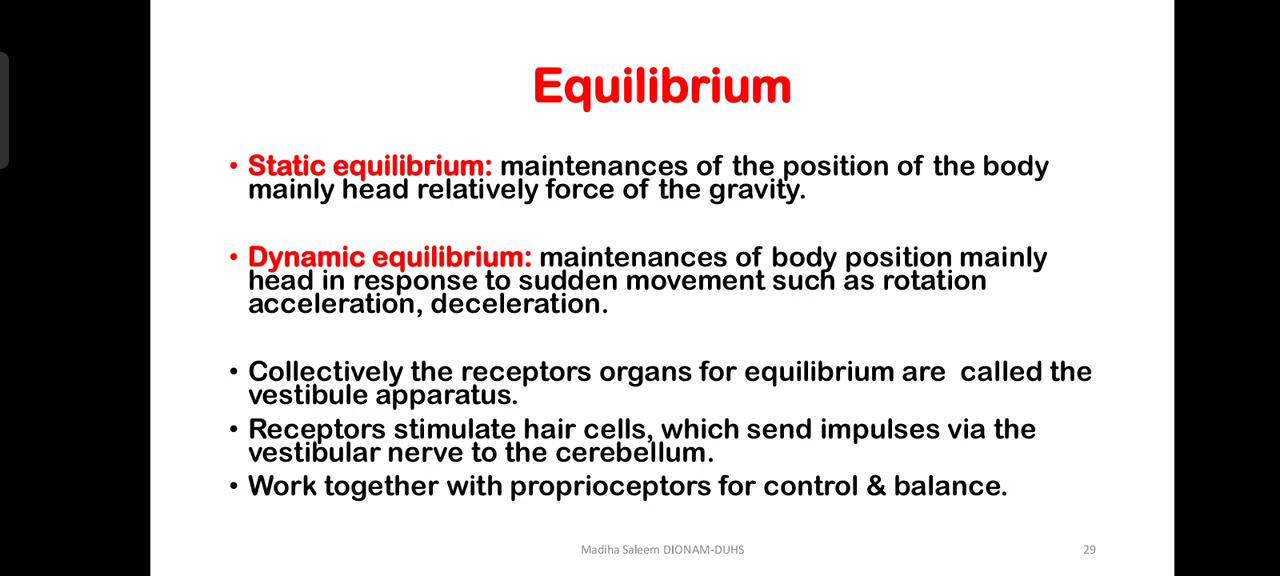 Equilibrium
• Static equilibrium: maintenances of the position of the body
mainly head relatively force of the gravity.
• Dynamic equilibrium: maintenances of body position mainly
head in response to sudden movement such as rotation
acceleration, deceleration.
• Collectively the receptors organs for equilibrium are called the
vestibule apparatus.
• Receptors stimulate hair cells, which send impulses via the
vestibular nerve to the cerebellum.
• Work together with proprioceptors for control & balance.
Madiha Saleem DIONAM-DUHS
29